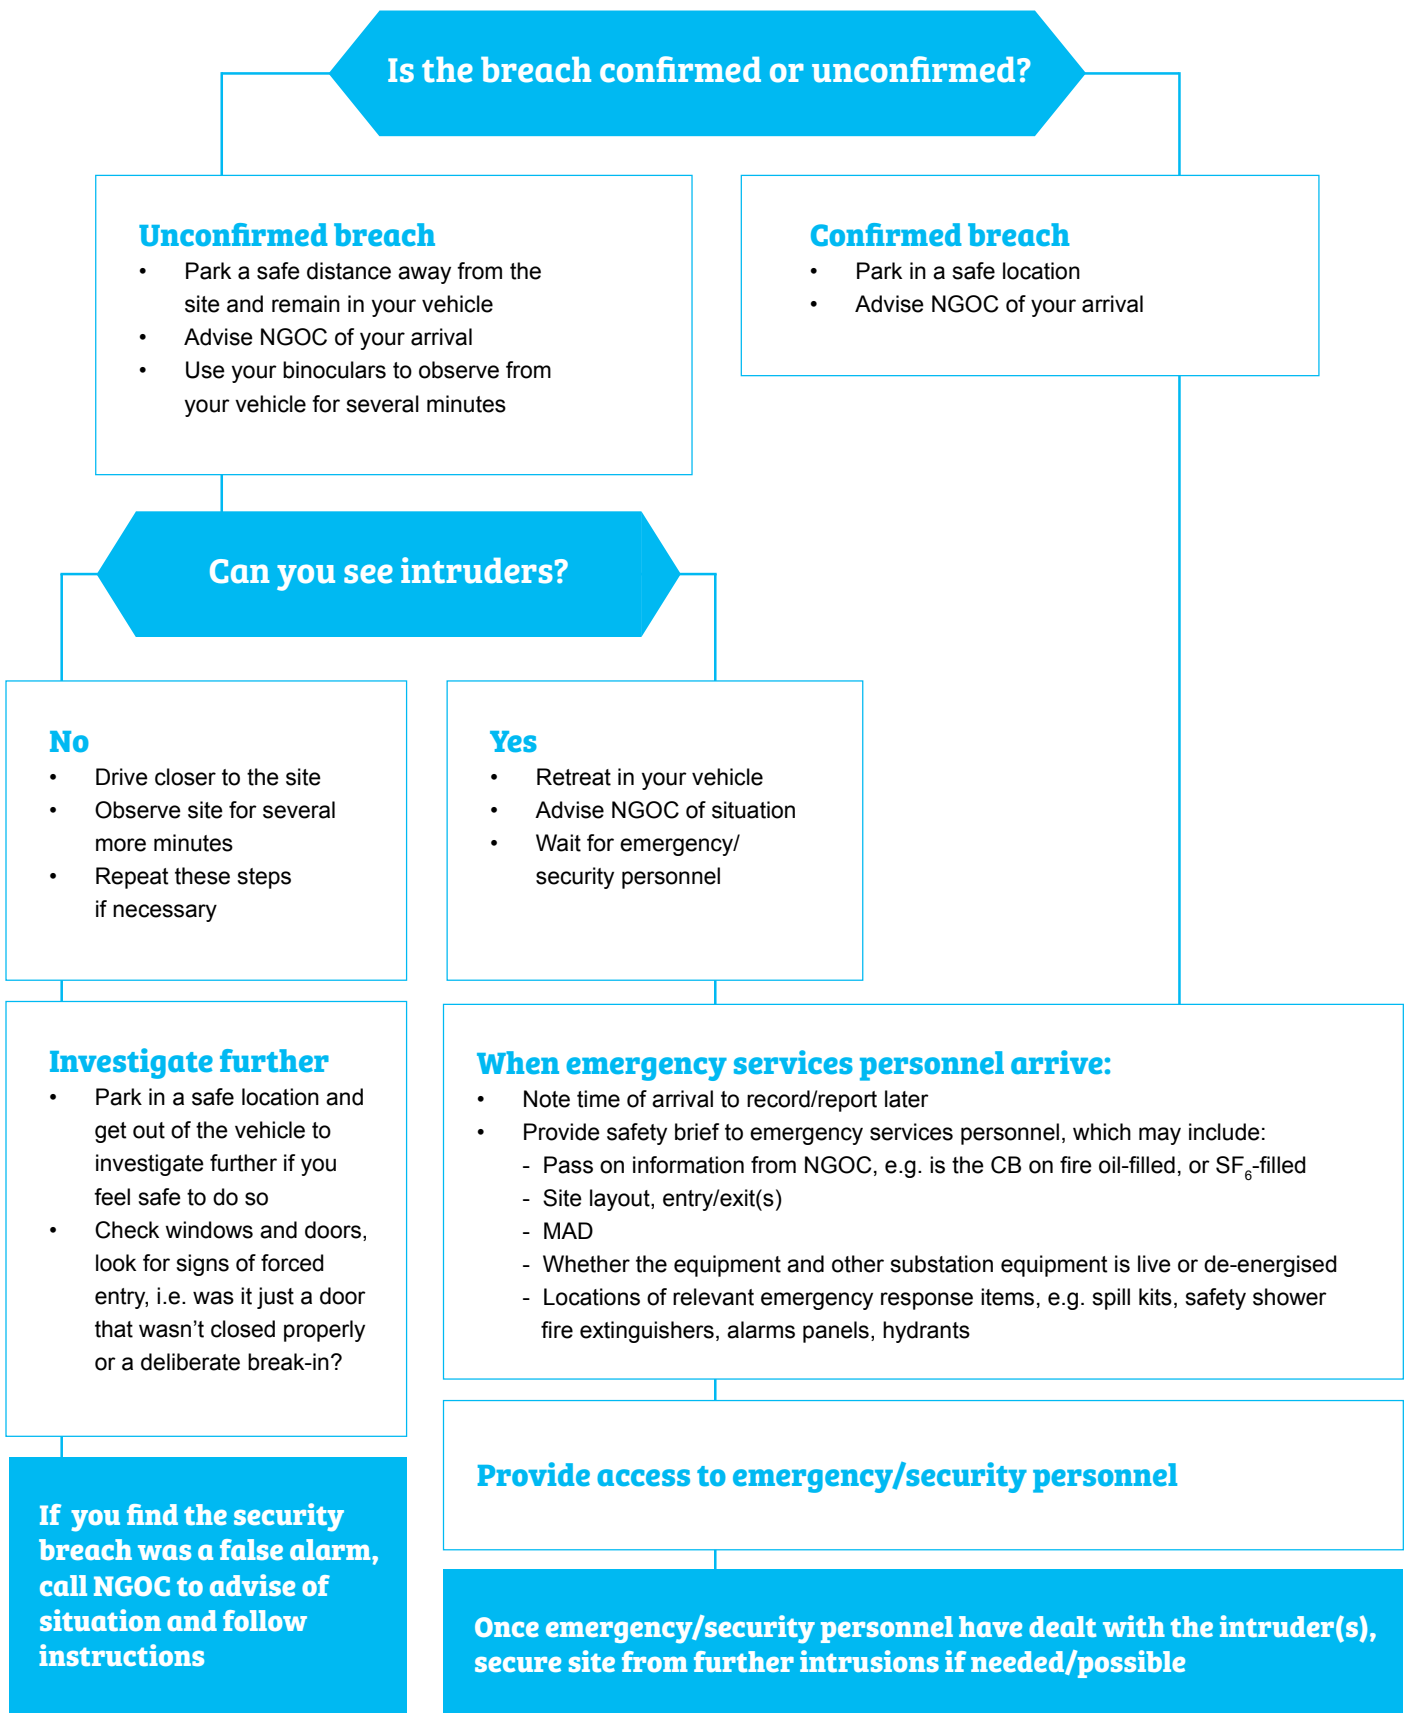 Is the breach confirmed or unconfirmed?
Unconfirmed breach
• Park a safe distance away from the
site and remain in your vehicle
• Advise NGOC of your arrival
• Use your binoculars to observe from
your vehicle for several minutes
Confirmed breach
• Park in a safe location
• Advise NGOC of your arrival
Can you see intruders?
No
• Drive closer to the site
• Observe site for several
more minutes
• Repeat these steps
if necessary
Yes
• Retreat in your vehicle
• Advise NGOC of situation
• Wait for emergency/
security personnel
Investigate further
• Park in a safe location and
get out of the vehicle to
investigate further if you
feel safe to do so
• Check windows and doors,
look for signs of forced
entry, i.e. was it just a door
that wasn't closed properly
or a deliberate break-in?
When emergency services personnel arrive:
• Note time of arrival to record/report later
• Provide safety brief to emergency services personnel, which may include:
- Pass on information from NGOC, e.g. is the CB on fire oil-filled, or SF₆-filled
- Site layout, entry/exit(s)
- MAD
- Whether the equipment and other substation equipment is live or de-energised
- Locations of relevant emergency response items, e.g. spill kits, safety shower
fire extinguishers, alarms panels, hydrants
Provide access to emergency/security personnel
If you find the security
breach was a false alarm,
call NGOC to advise of
situation and follow
instructions
Once emergency/security personnel have dealt with the intruder(s),
secure site from further intrusions if needed/possible